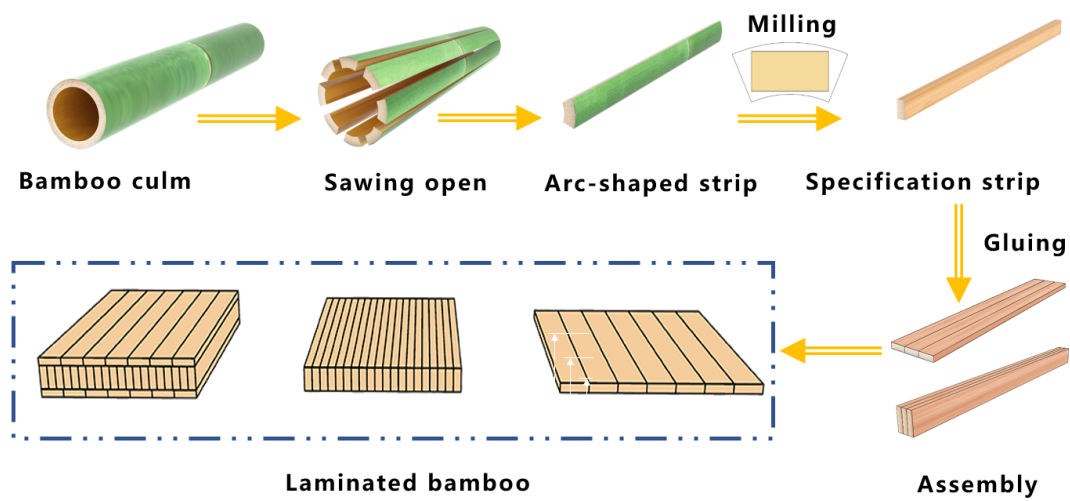 Milling
Bamboo culm
Sawing open
Arc-shaped strip
Specification strip
Gluing
Laminated bamboo
Assembly